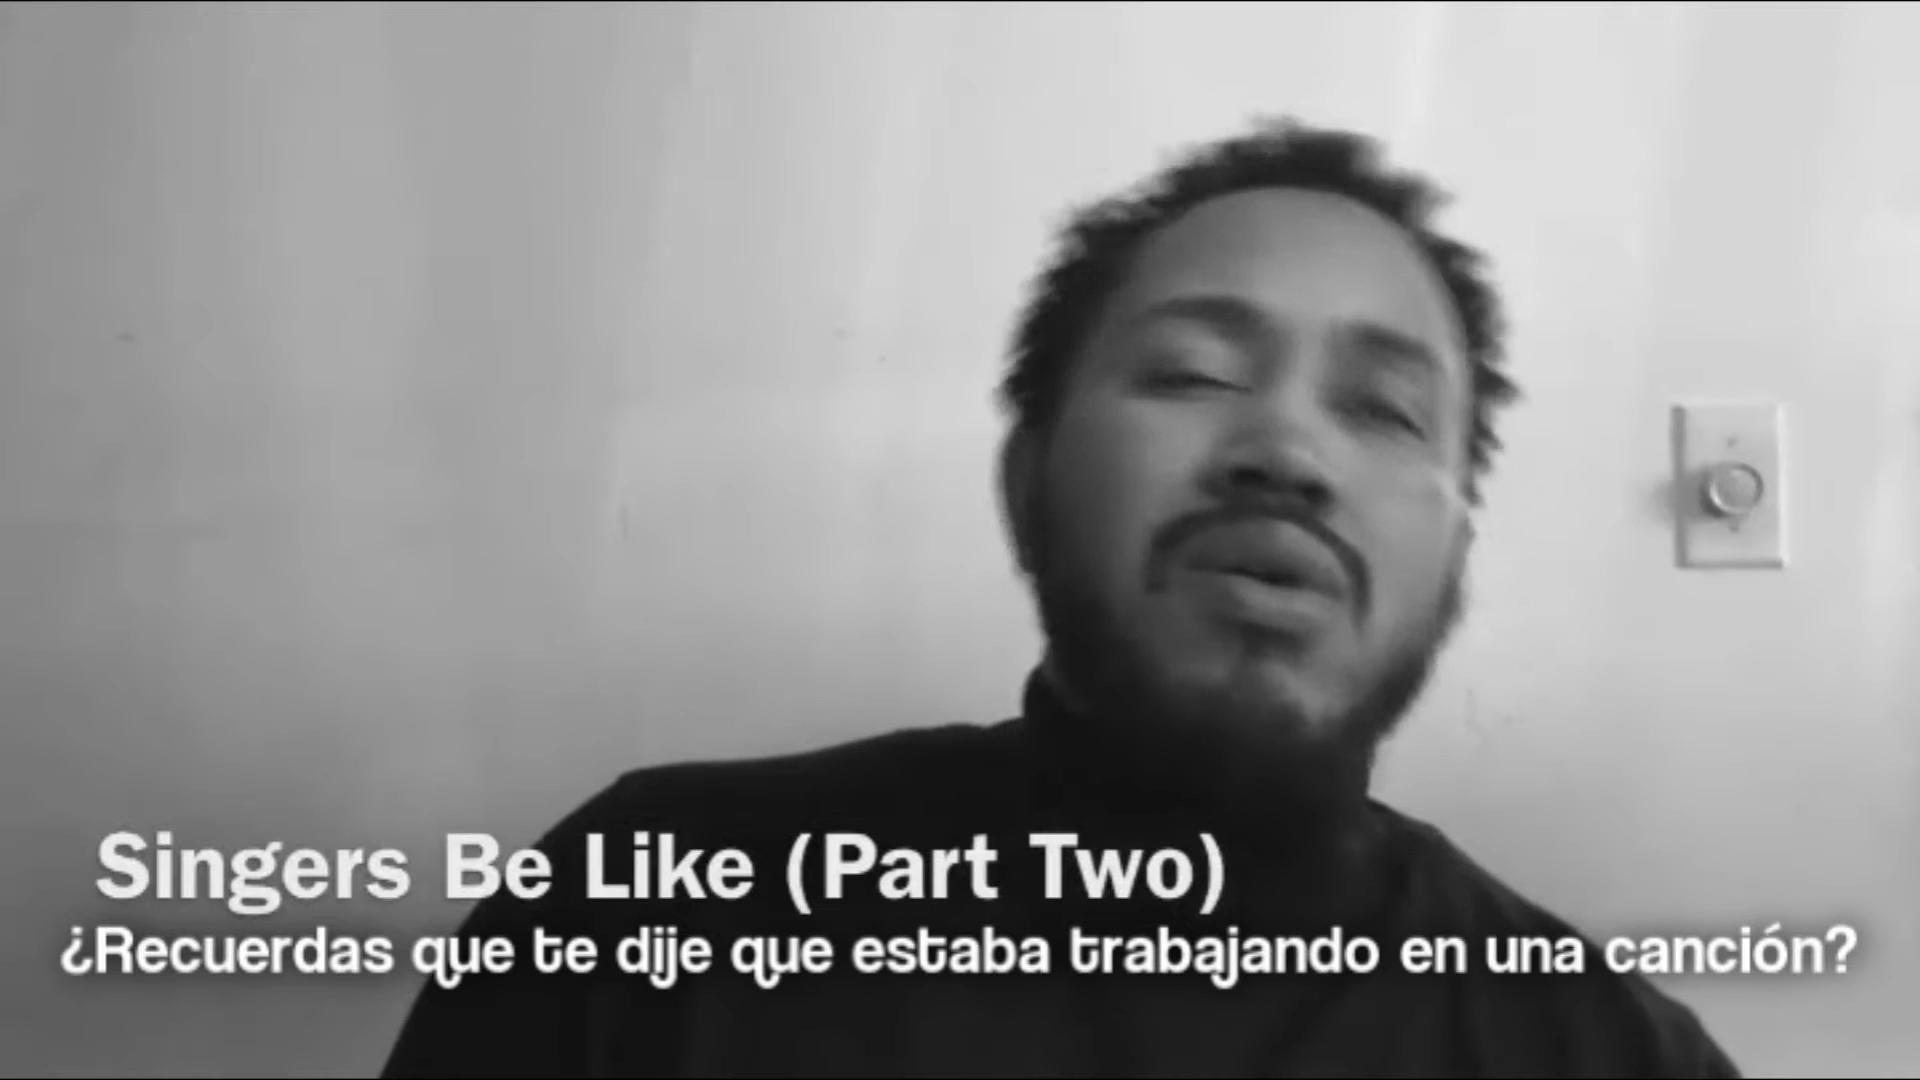 Singers Be Like (Part Two)
¿Recuerdas que te dije que estaba trabajando en una canción?